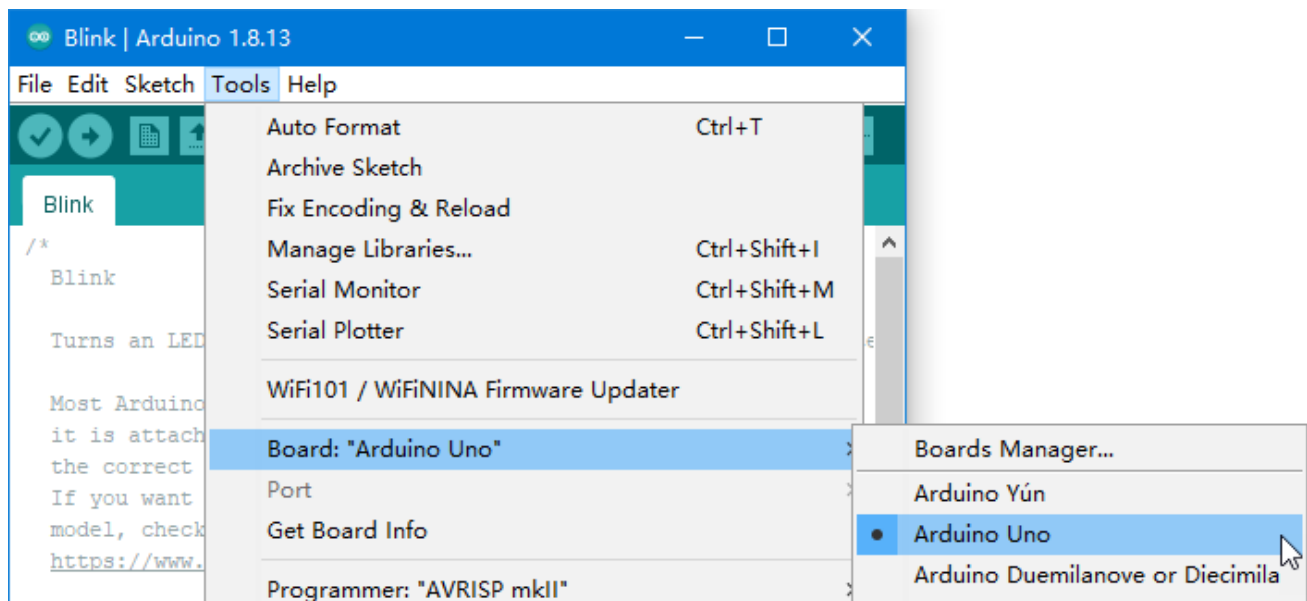 Blink | Arduino 1.8.13
File Edit Sketch Tools Help
Auto Format Ctrl+T
Archive Sketch
Fix Encoding & Reload
Manage Libraries... Ctrl+Shift+I
Serial Monitor Ctrl+Shift+M
Serial Plotter Ctrl+Shift+L
WiFi101 / WiFiNINA Firmware Updater
Board: "Arduino Uno"
Port
Get Board Info
Programmer: "AVRISP mkII"
Boards Manager...
Arduino Yún
Arduino Uno
Arduino Duemilanove or Diecimila
Blink
/*
Blink
Turns an LED
Most Arduino
it is attach
the correct
If you want
model, check
https://www.